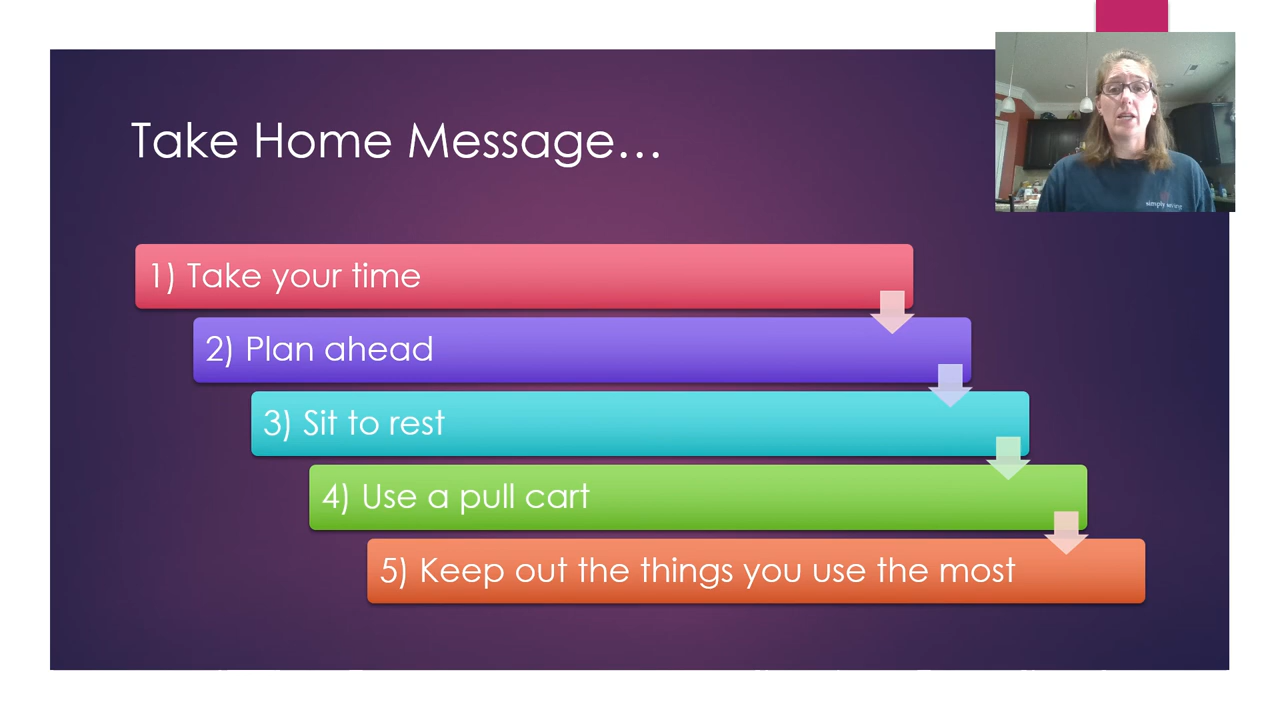 Take Home Message...
1) Take your time
2) Plan ahead
3) Sit to rest
4) Use a pull cart
5) Keep out the things you use the most
simply